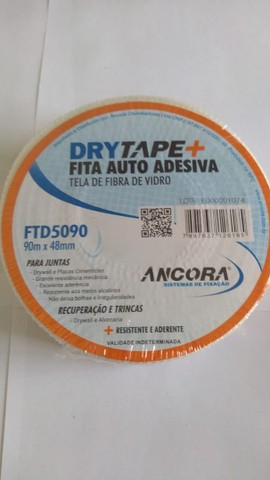 DRYTAPE+
FITA AUTO ADESIVA
TELA DE FIBRA DE VIDRO
FTD5090
90m x 48mm
PARA JUNTAS
- Drywall e Placas Cimentícias
- Grande resistência mecânica
- Excelente aderência
- Resistente aos meios alcalinos
- Não deixa bolhas e irregularidades
RECUPERAÇÃO E TRINCAS
- Drywall e Alvenaria
ANCORA
SISTEMAS DE FIXAÇÃO
+ RESISTENTE E ADERENTE
VALIDADE INDETERMINADA